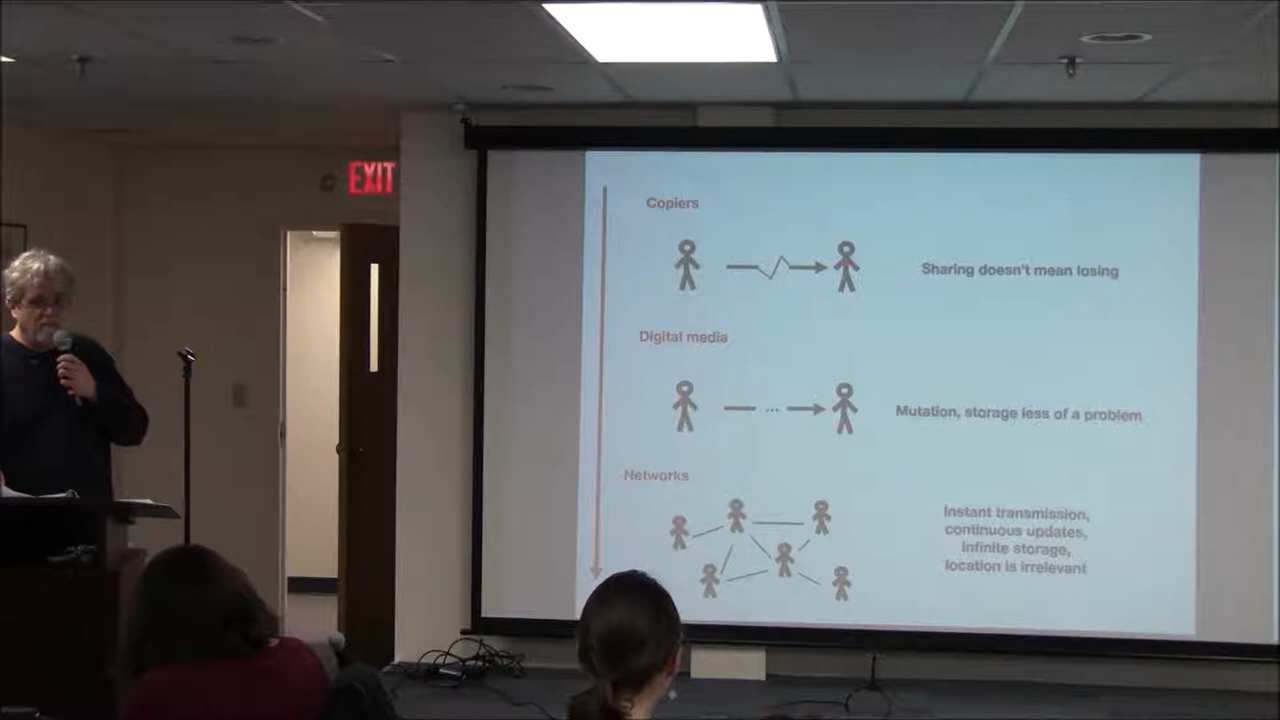 EXIT
Copiers
Sharing doesn't mean losing
Digital media
...
Mutation, storage less of a problem
Networks
Instant transmission,
continuous updates,
infinite storage,
location is irrelevant